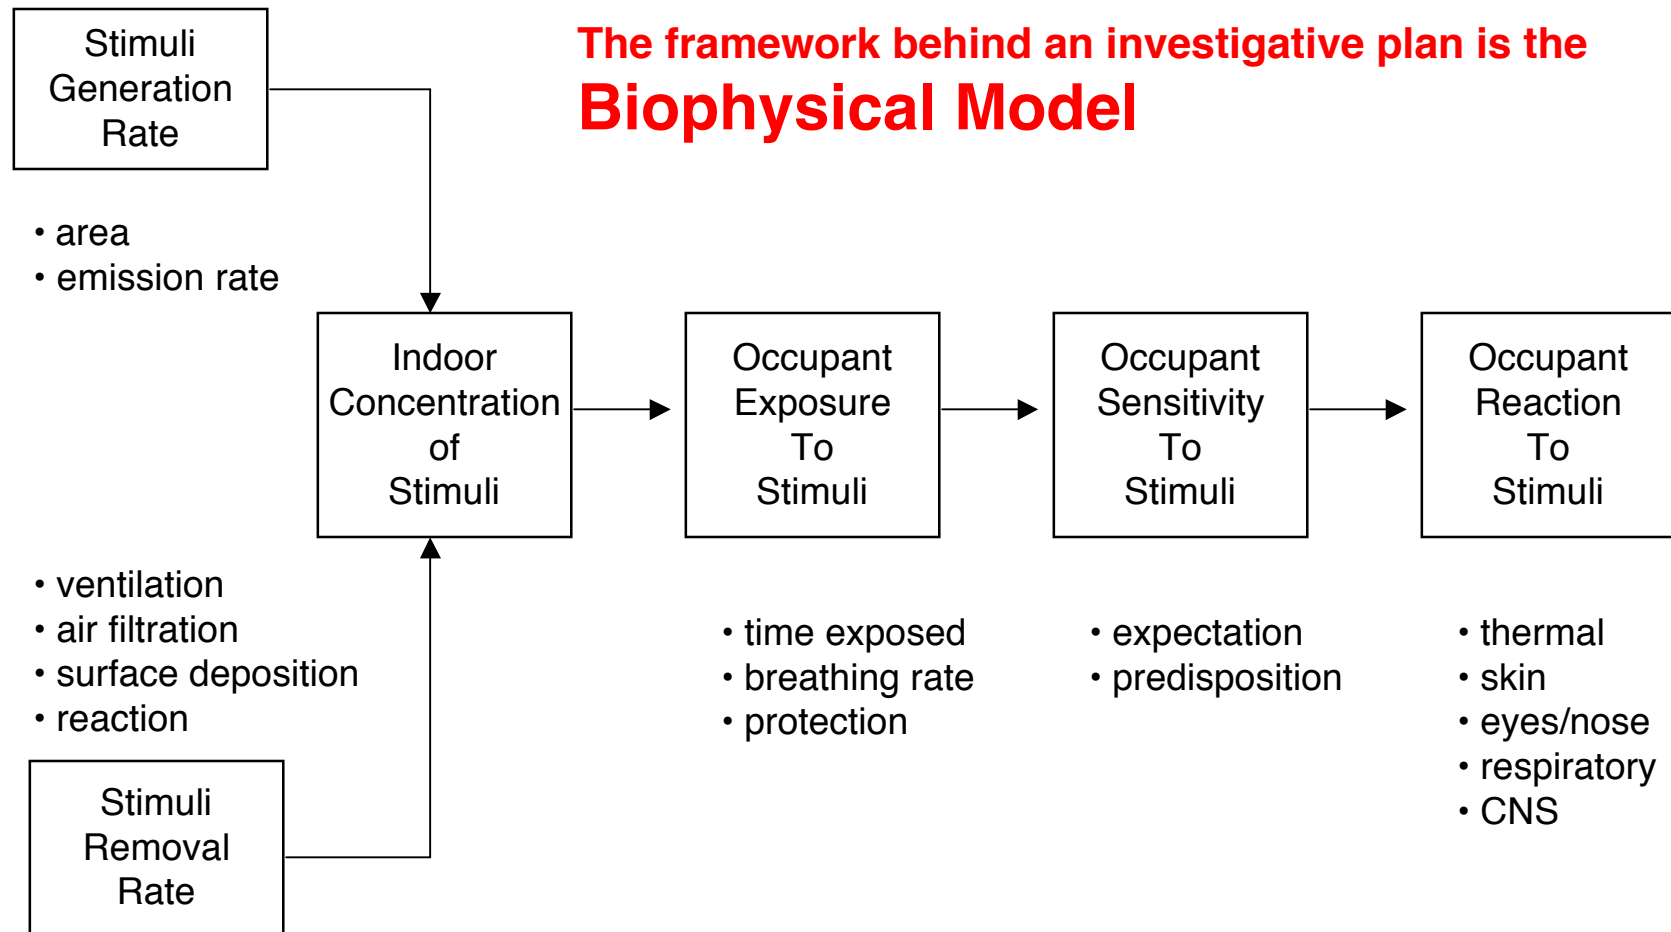 The framework behind an investigative plan is the
Biophysical Model
Stimuli
Generation
Rate
• area
• emission rate
Indoor
Concentration
of
Stimuli
Occupant
Exposure
To
Stimuli
Occupant
Sensitivity
To
Stimuli
Occupant
Reaction
To
Stimuli
• ventilation
• air filtration
• surface deposition
• reaction
• time exposed
• breathing rate
• protection
• expectation
• predisposition
• thermal
• skin
• eyes/nose
• respiratory
• CNS
Stimuli
Removal
Rate